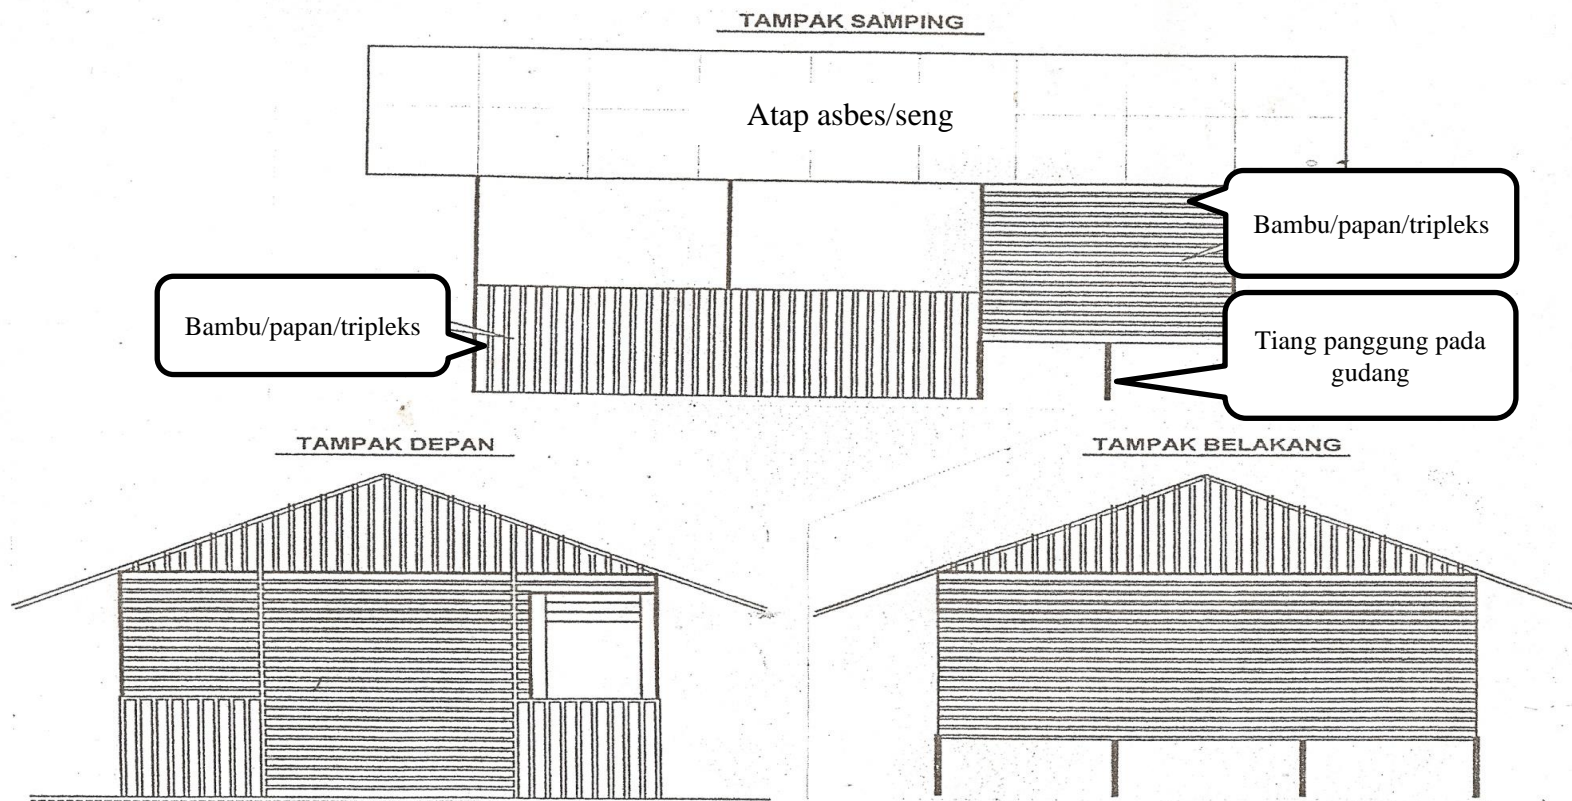 TAMPAK SAMPING
Atap asbes/seng
Bambu/papan/tripleks
Bambu/papan/tripleks
Tiang panggung pada
gudang
TAMPAK DEPAN
TAMPAK BELAKANG